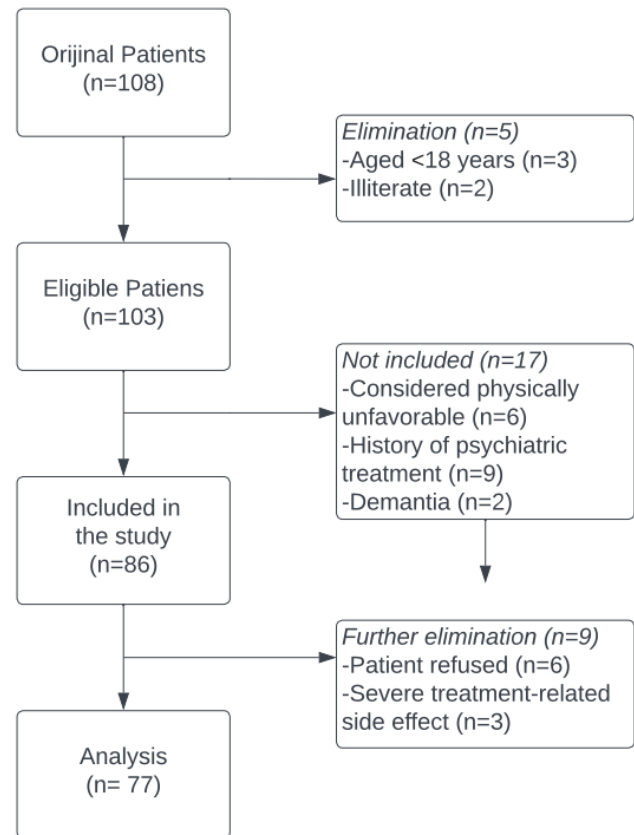 Orijinal Patients
(n=108)
Elimination (n=5)
-Aged <18 years (n=3)
-Illiterate (n=2)
Eligible Patiens
(n=103)
Not included (n=17)
-Considered physically
unfavorable (n=6)
-History of psychiatric
treatment (n=9)
-Demantia (n=2)
Included in
the study
(n=86)
Further elimination (n=9)
-Patient refused (n=6)
-Severe treatment-related
side effect (n=3)
Analysis
(n= 77)